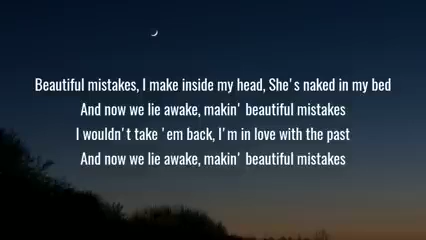 Beautiful mistakes, I make inside my head, She's naked in my bed
And now we lie awake, makin' beautiful mistakes
I wouldn't take 'em back, I'm in love with the past
And now we lie awake, makin' beautiful mistakes